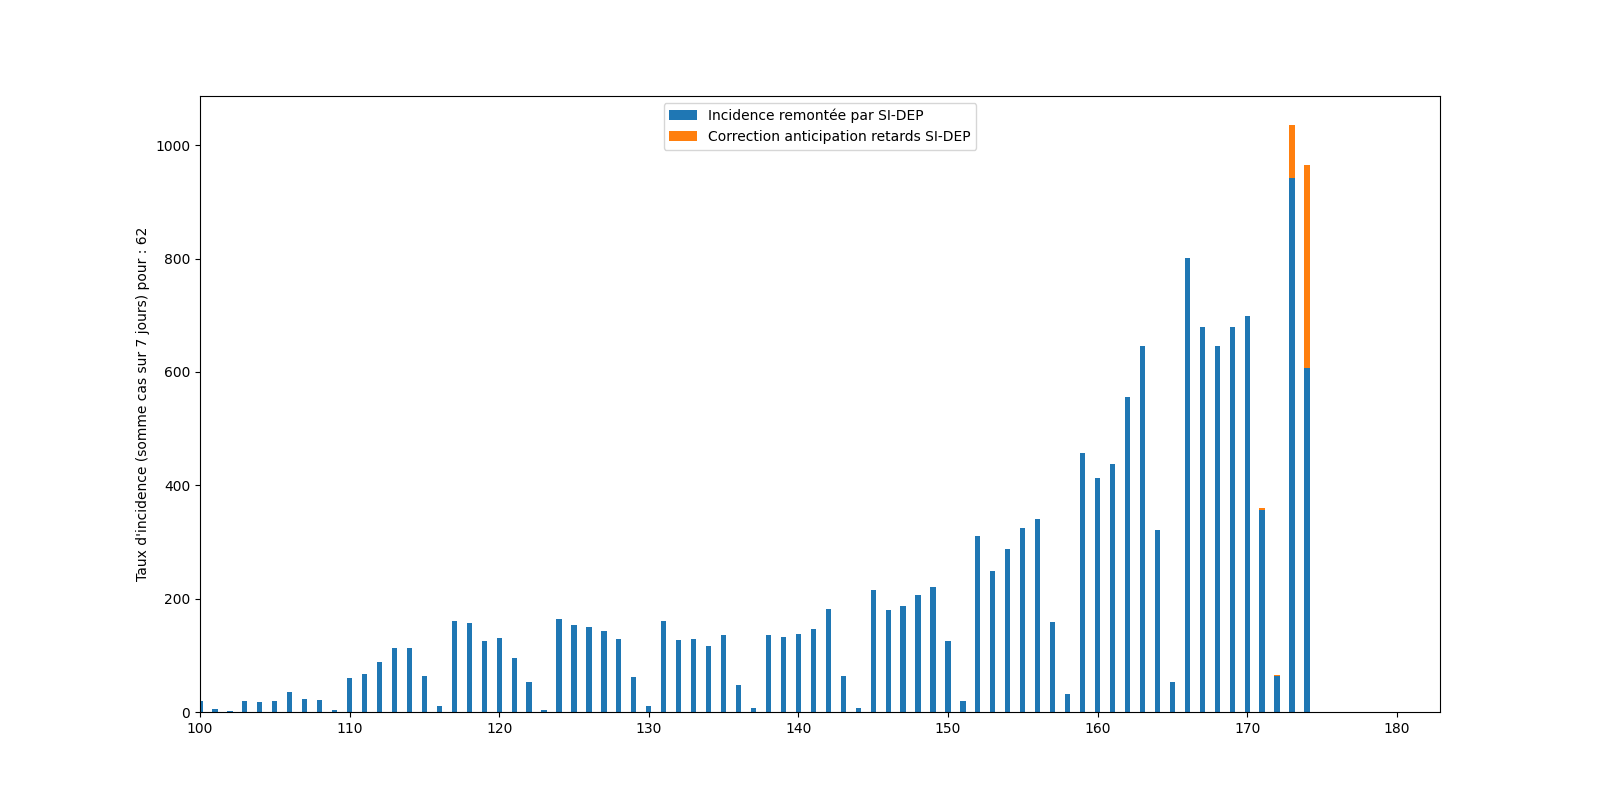 Incidence remontée par SI-DEP
Correction anticipation retards SI-DEP
Taux d'incidence (somme cas sur 7 jours) pour : 62
1000
800
600
400
200
0
100 110 120 130 140 150 160 170 180